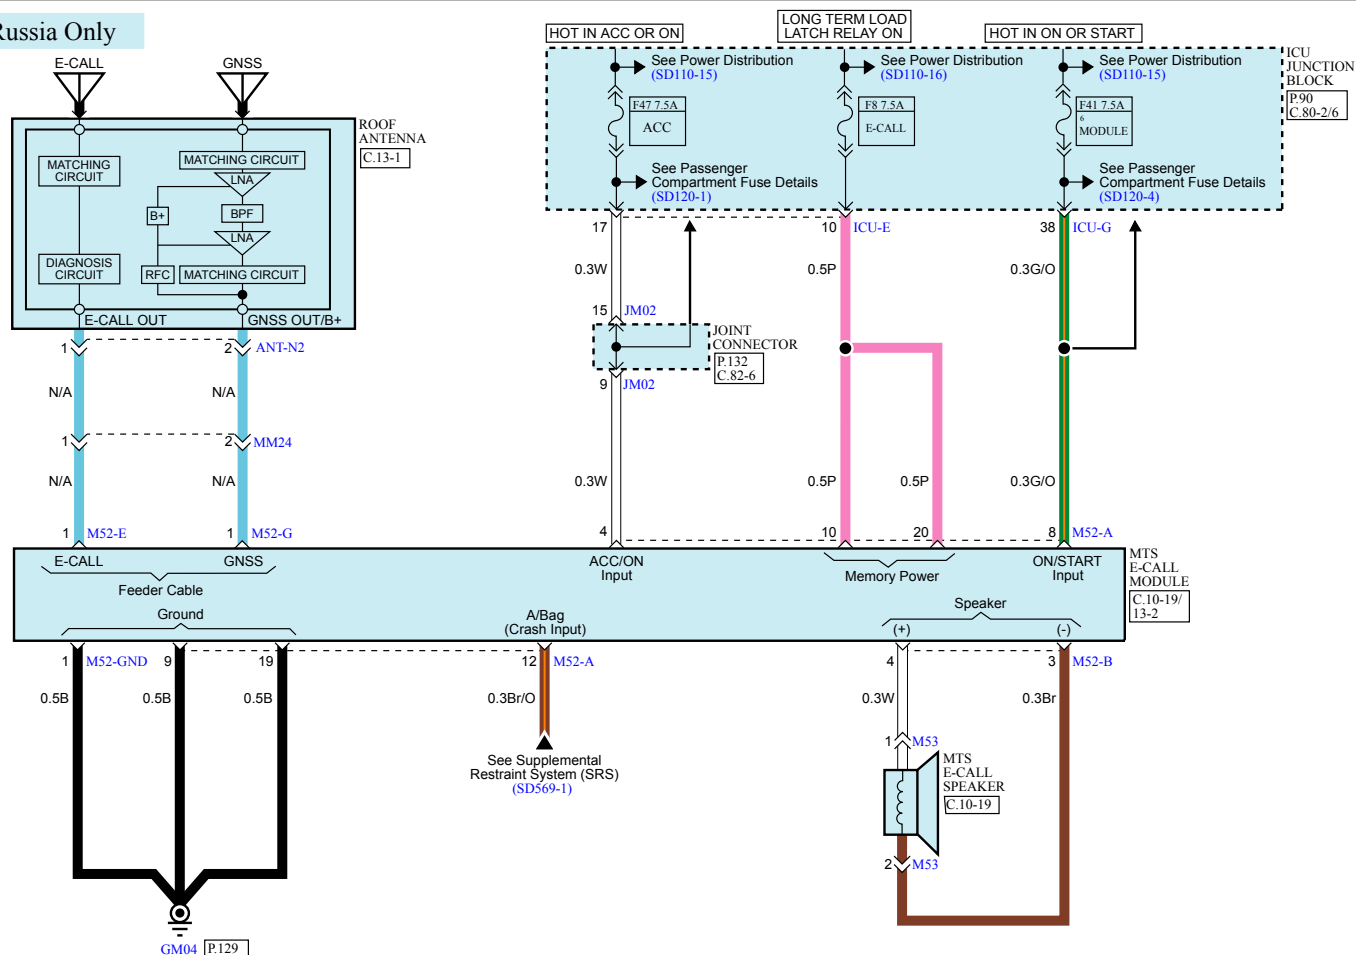 Russia Only
E-CALL
GNSS
ROOF
ANTENNA
C.13-1
MATCHING
CIRCUIT
MATCHING CIRCUIT
LNA
B+
BPF
LNA
DIAGNOSIS
CIRCUIT
RFC
MATCHING CIRCUIT
E-CALL OUT
GNSS OUT/B+
1
2
ANT-N2
N/A
N/A
1
2
MM24
N/A
N/A
1
M52-E
1
M52-G
HOT IN ACC OR ON
LONG TERM LOAD
LATCH RELAY ON
HOT IN ON OR START
ICU
JUNCTION
BLOCK
P.90
C.80-2/6
See Power Distribution
(SD110-15)
See Power Distribution
(SD110-16)
See Power Distribution
(SD110-15)
F47 7.5A
ACC
F8 7.5A
E-CALL
F41 7.5A
6
MODULE
See Passenger
Compartment Fuse Details
(SD120-1)
See Passenger
Compartment Fuse Details
(SD120-4)
17
10
ICU-E
38
ICU-G
0.3W
0.5P
0.3G/O
15
JM02
JOINT
CONNECTOR
P.132
C.82-6
9
JM02
0.3W
0.5P
0.5P
0.3G/O
4
10
20
8
M52-A
E-CALL
GNSS
Feeder Cable
ACC/ON
Input
Memory Power
ON/START
Input
MTS
E-CALL
MODULE
C.10-19/
13-2
Ground
A/Bag
(Crash Input)
Speaker
(+)
(-)
1
M52-GND
9
19
12
M52-A
4
3
M52-B
0.5B
0.5B
0.5B
0.3Br/O
0.3W
0.3Br
See Supplemental
Restraint System (SRS)
(SD569-1)
1
M53
MTS
E-CALL
SPEAKER
C.10-19
2
M53
GM04
P.129